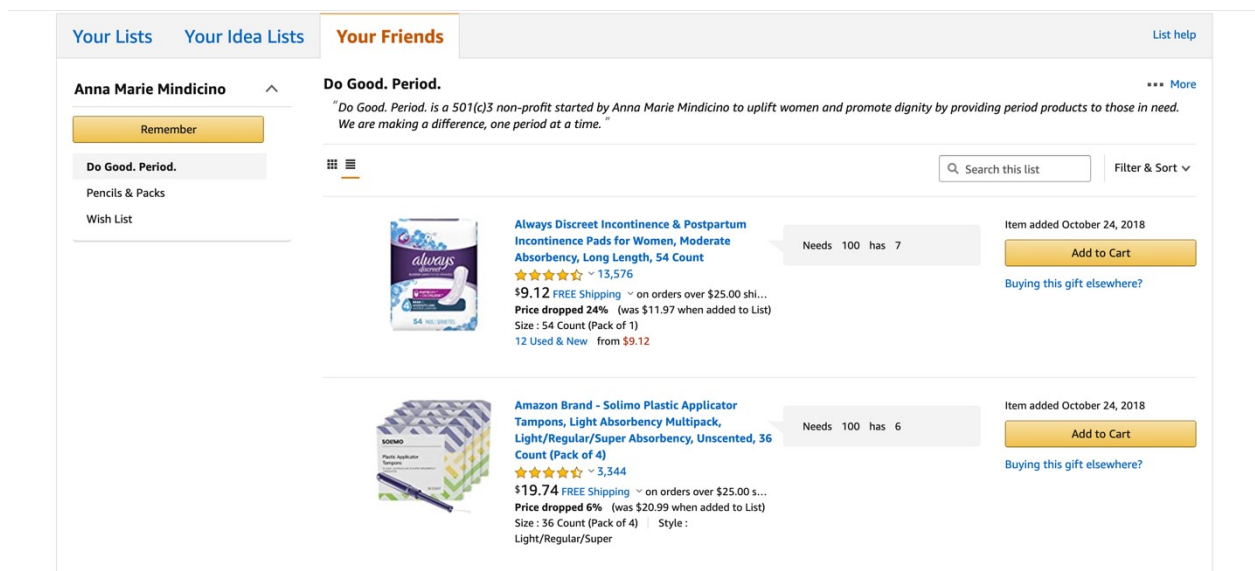 Your Lists
Your Idea Lists
Your Friends
List help
Anna Marie Mindicino
Remember
Do Good. Period.
Pencils & Packs
Wish List
Do Good. Period.
More
"Do Good. Period. is a 501(c)3 non-profit started by Anna Marie Mindicino to uplift women and promote dignity by providing period products to those in need.
We are making a difference, one period at a time. "
Search this list
Filter & Sort
always
discreet
4
54
Always Discreet Incontinence & Postpartum
Incontinence Pads for Women, Moderate
Absorbency, Long Length, 54 Count
13,576
$9.12 FREE Shipping on orders over $25.00 shi...
Price dropped 24% (was $11.97 when added to List)
Size : 54 Count (Pack of 1)
12 Used & New from $9.12
Needs 100 has 7
Item added October 24, 2018
Add to Cart
Buying this gift elsewhere?
SOLIMO
Plastic Applicator
Tampons
Amazon Brand - Solimo Plastic Applicator
Tampons, Light Absorbency Multipack,
Light/Regular/Super Absorbency, Unscented, 36
Count (Pack of 4)
3,344
$19.74 FREE Shipping on orders over $25.00 s...
Price dropped 6% (was $20.99 when added to List)
Size : 36 Count (Pack of 4) Style :
Light/Regular/Super
Needs 100 has 6
Item added October 24, 2018
Add to Cart
Buying this gift elsewhere?